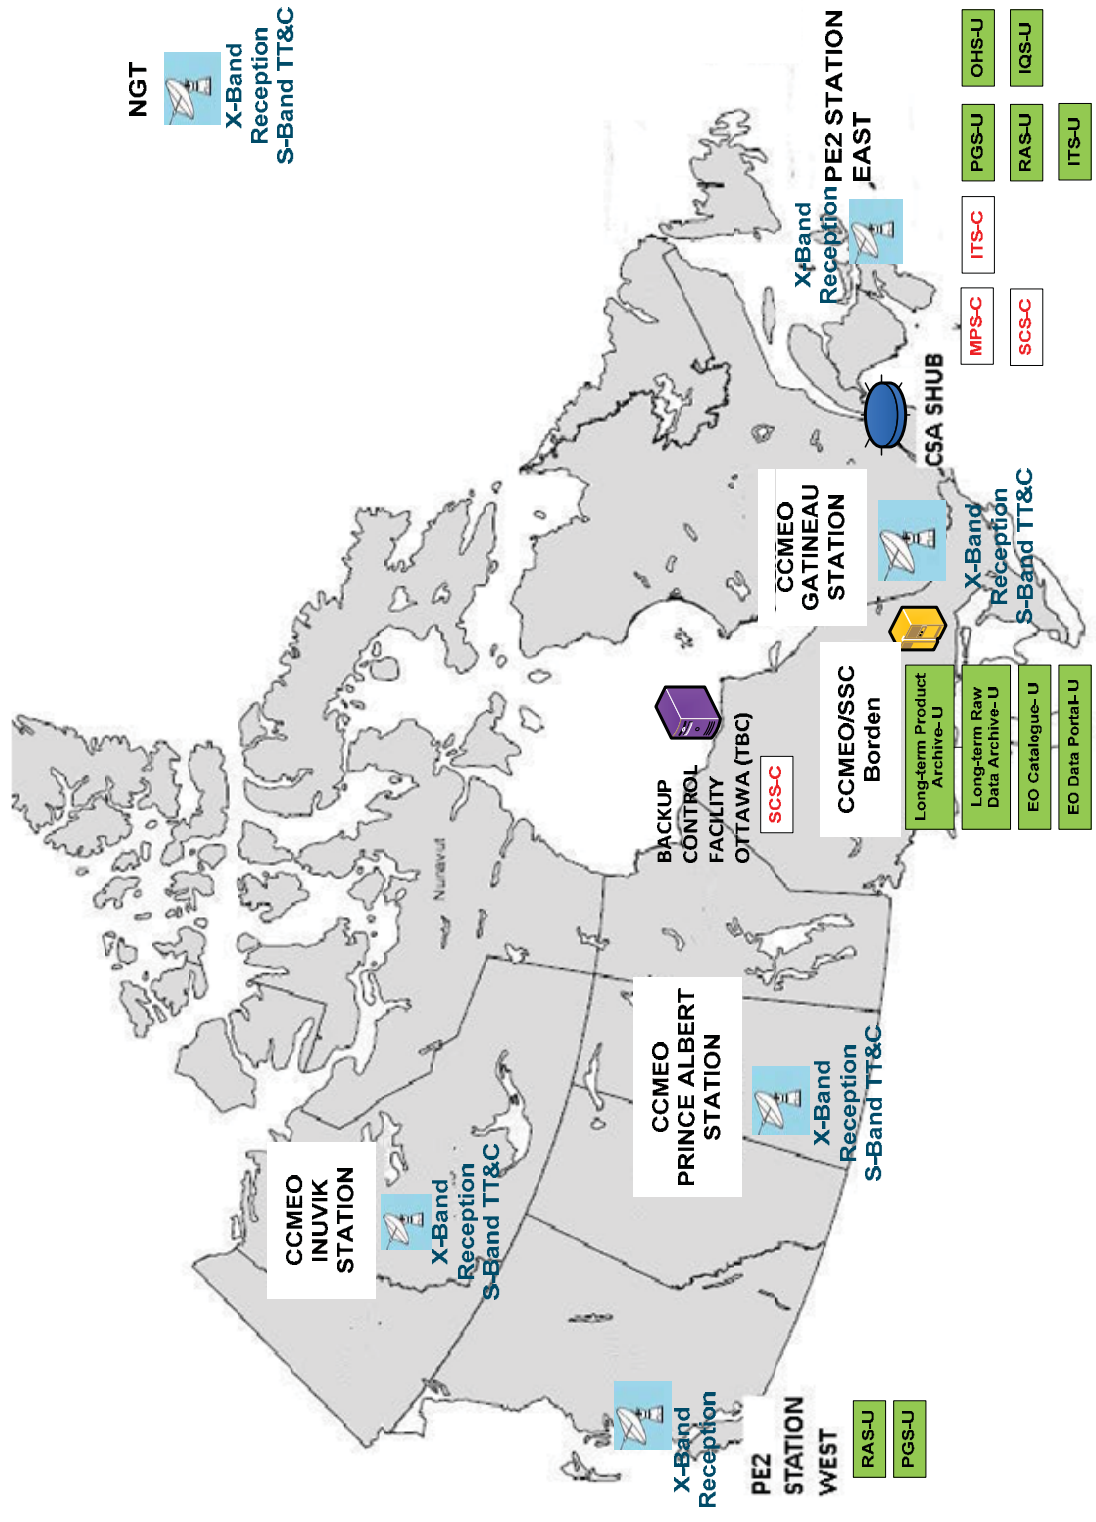 NGT
X-Band
Reception
S-Band TT&C
CCMEO
INUVIK
STATION
X-Band
Reception
S-Band TT&C
Nunavut
PE2
STATION
WEST
X-Band
Reception
RAS-U
PGS-U
CCMEO
PRINCE ALBERT
STATION
X-Band
Reception
S-Band TT&C
BACKUP
CONTROL
FACILITY
OTTAWA (TBC)
SCS-C
CCMEO/SSC
Borden
Long-term Product
Archive-U
Long-term Raw
Data Archive-U
EO Catalogue-U
EO Data Portal-U
CCMEO
GATINEAU
STATION
X-Band
Reception
S-Band TT&C
CSA SHUB
MPS-C
SCS-C
ITS-C
PGS-U
RAS-U
ITS-U
OHS-U
IQS-U
PE2 STATION
EAST
X-Band
Reception